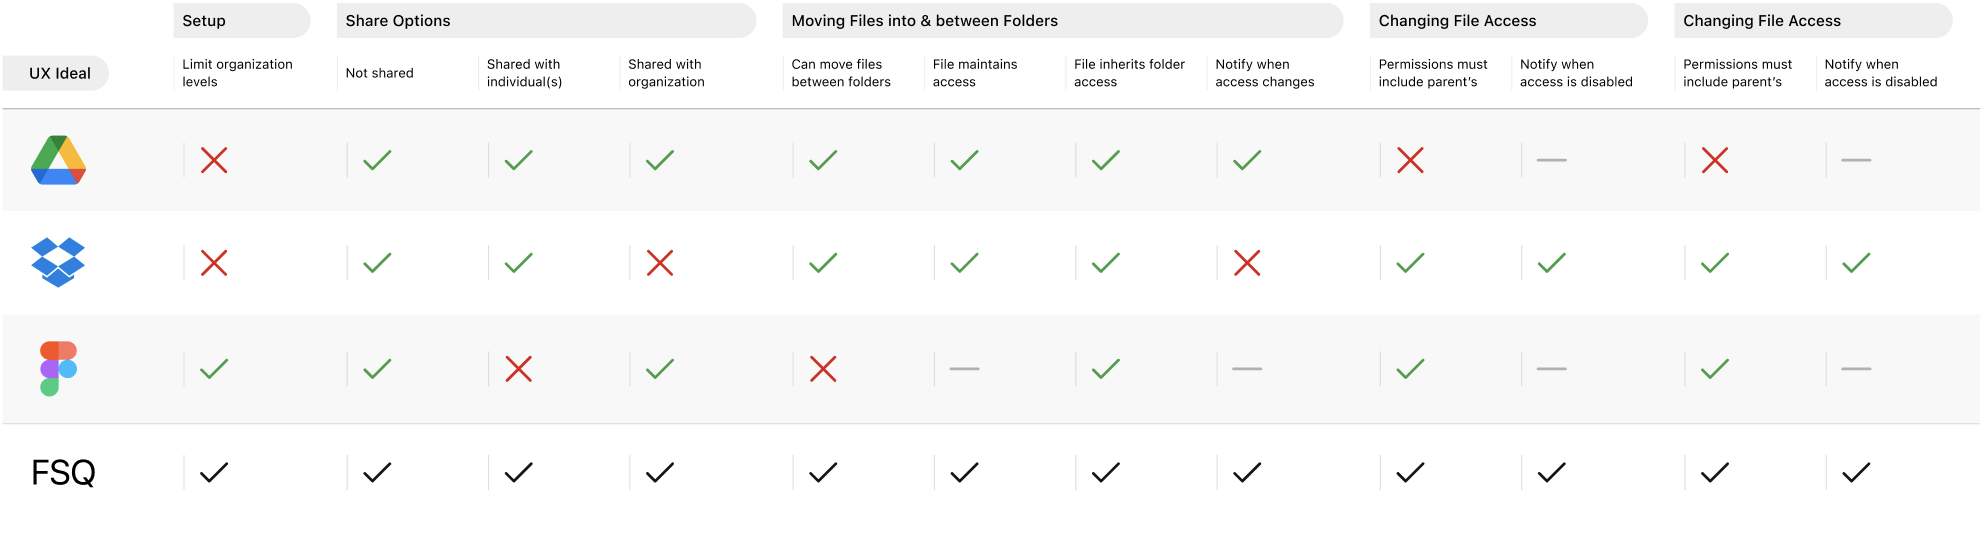 Setup
Share Options
Moving Files into & between Folders
Changing File Access
Changing File Access
UX Ideal
Limit organization
levels
Not shared
Shared with
individual(s)
Shared with
organization
Can move files
between folders
File maintains
access
File inherits folder
access
Notify when
access changes
Permissions must
include parent's
Notify when
access is disabled
Permissions must
include parent's
Notify when
access is disabled
FSQ